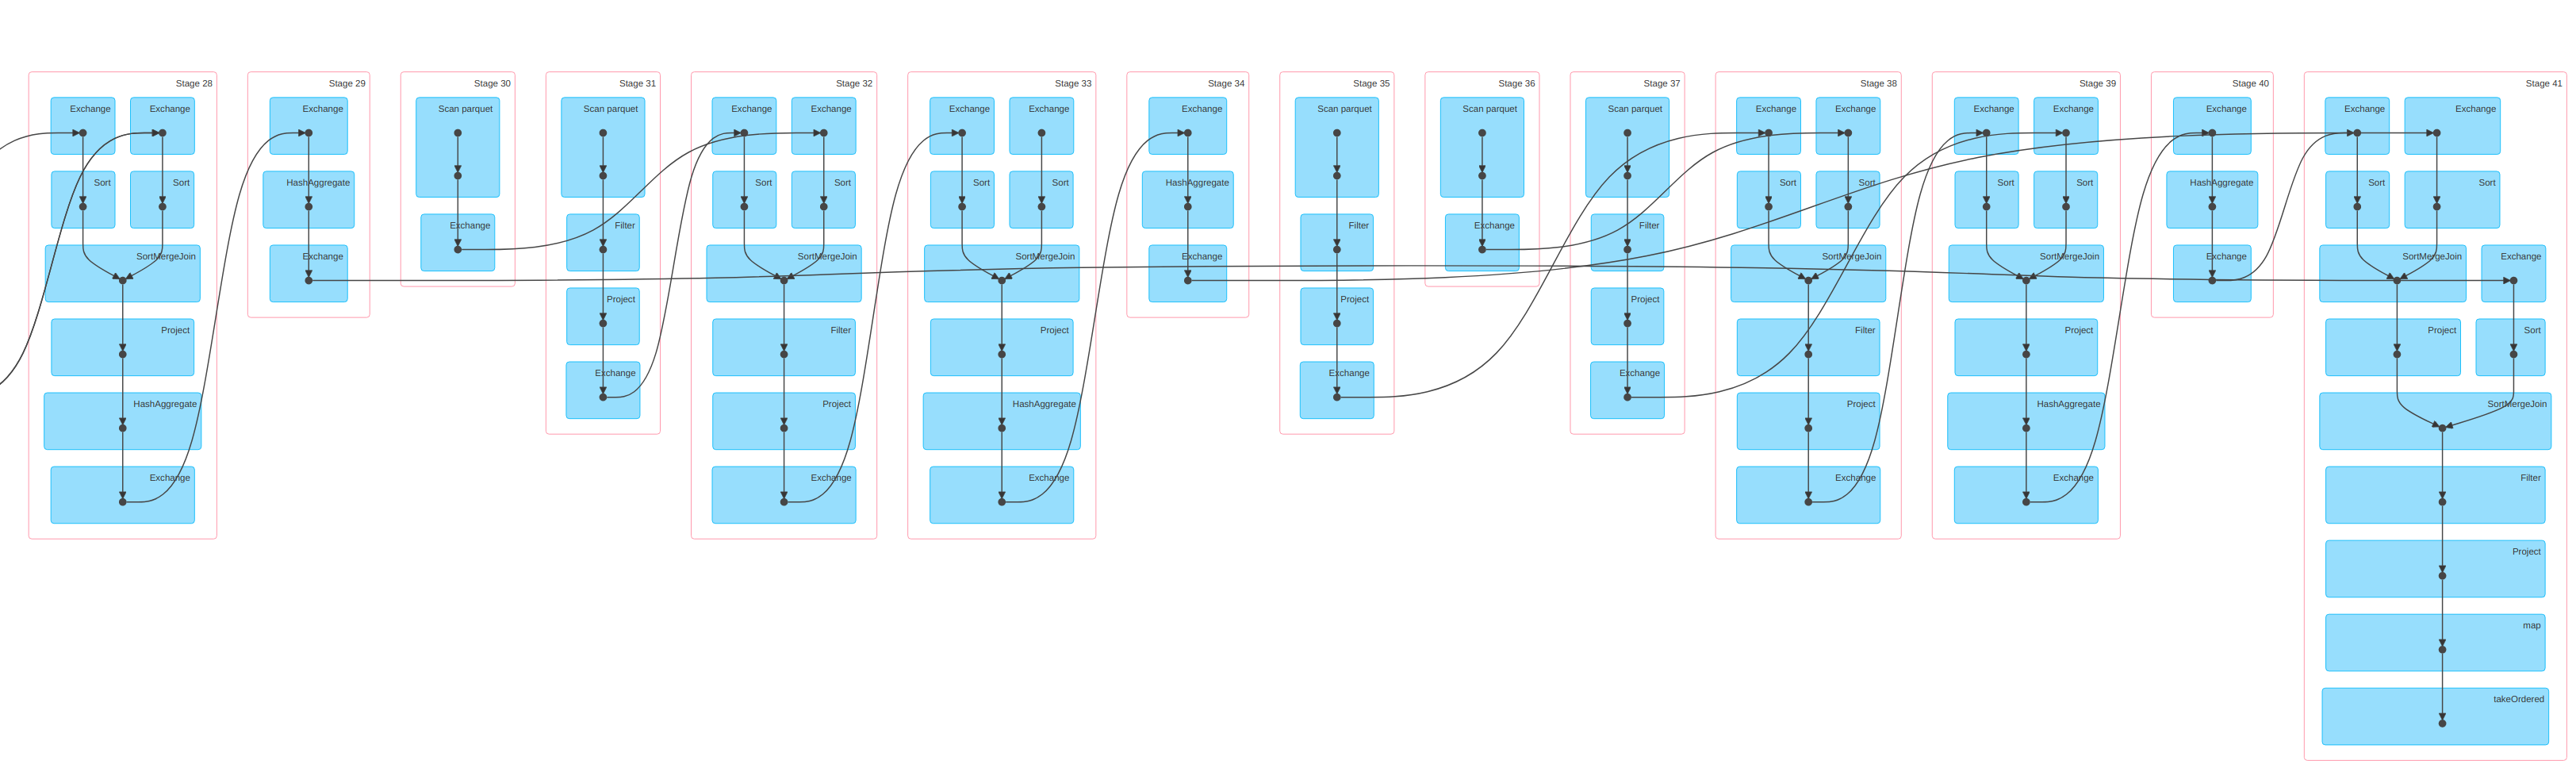 Stage 28
Exchange
Exchange
Sort
Sort
SortMergeJoin
Project
HashAggregate
Exchange
Stage 29
Exchange
HashAggregate
Exchange
Stage 30
Scan parquet
Exchange
Stage 31
Scan parquet
Filter
Project
Exchange
Stage 32
Exchange
Exchange
Sort
Sort
SortMergeJoin
Filter
Project
Exchange
Stage 33
Exchange
Exchange
Sort
Sort
SortMergeJoin
Project
HashAggregate
Exchange
Stage 34
Exchange
HashAggregate
Exchange
Stage 35
Scan parquet
Filter
Project
Exchange
Stage 36
Scan parquet
Exchange
Stage 37
Scan parquet
Filter
Project
Exchange
Stage 38
Exchange
Exchange
Sort
Sort
SortMergeJoin
Filter
Project
Exchange
Stage 39
Exchange
Exchange
Sort
Sort
SortMergeJoin
Project
HashAggregate
Exchange
Stage 40
Exchange
HashAggregate
Exchange
Stage 41
Exchange
Exchange
Sort
Sort
SortMergeJoin
Exchange
Project
Sort
SortMergeJoin
Filter
Project
map
takeOrdered